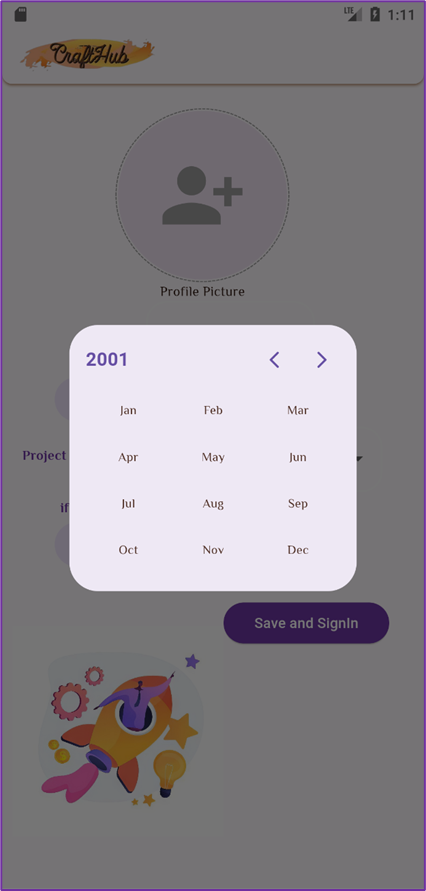 LTE 1:11
CraftHub
Profile Picture
2001
Jan Feb Mar
Apr May Jun
Project
Jul Aug Sep
if
Oct Nov Dec
Save and SignIn